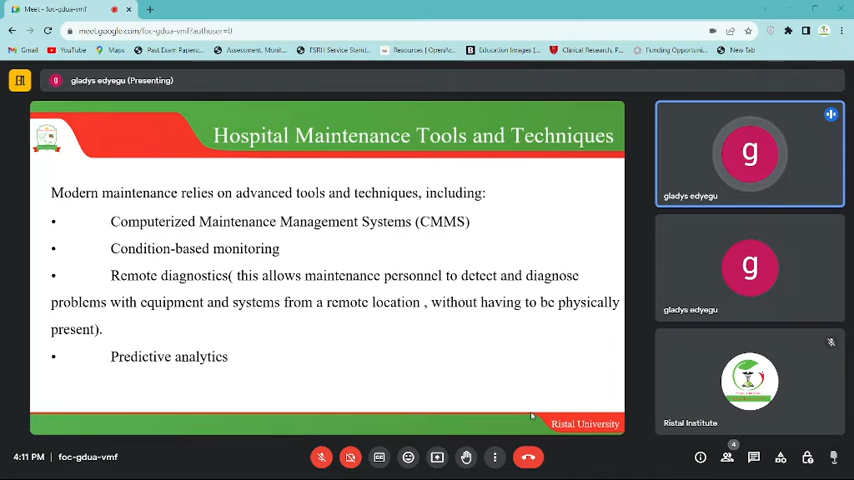 Meet - foc-gdua-vmf
meet.google.com/foc-gdua-vmf?authuser=0
Gmail
YouTube
Maps
Past Exam Papers:...
Assessment, Monit...
FSRH Service Stand...
Resources | OpenAc...
Education Images [...
Clinical Research, P...
Funding Opportuni...
New Tab
gladys edyegu (Presenting)
Hospital Maintenance Tools and Techniques
Modern maintenance relies on advanced tools and techniques, including:
• Computerized Maintenance Management Systems (CMMS)
• Condition-based monitoring
• Remote diagnostics( this allows maintenance personnel to detect and diagnose
problems with equipment and systems from a remote location , without having to be physically
present).
• Predictive analytics
Ristal University
g
gladys edyegu
g
gladys edyegu
Ristal Institute
4:11 PM
foc-gdua-vmf
4